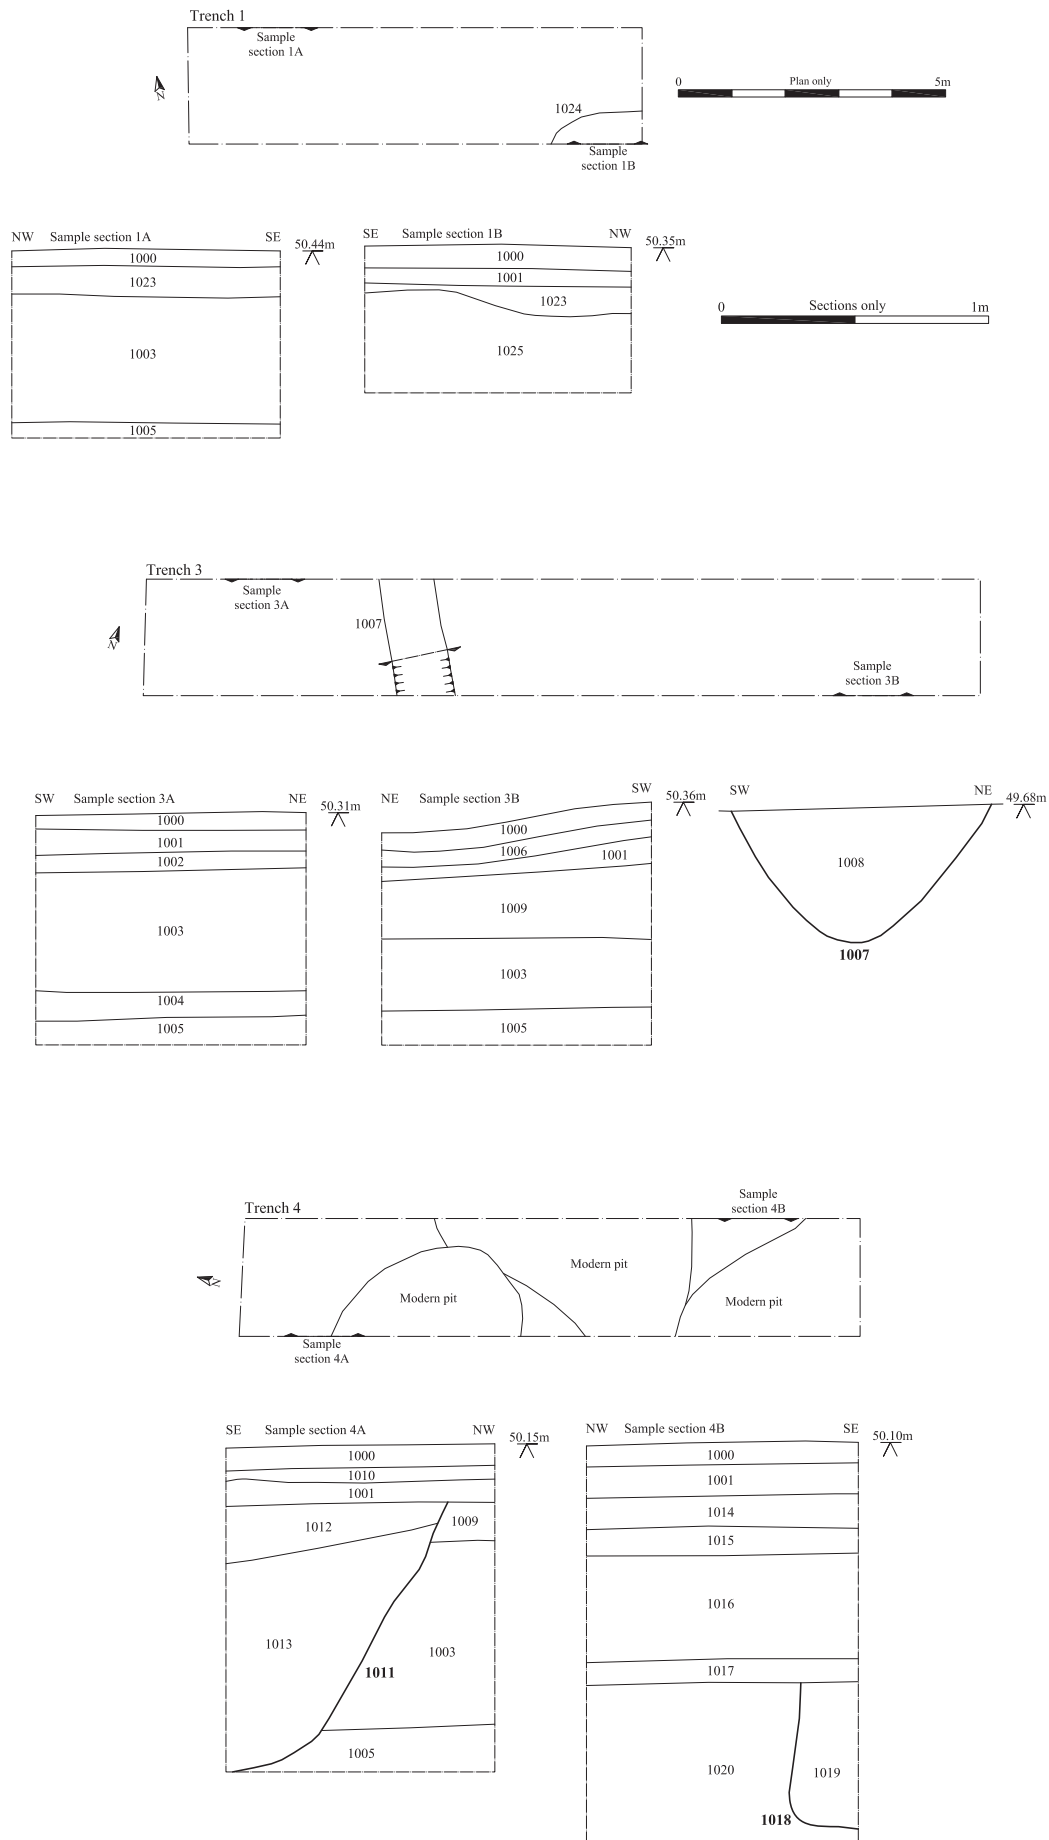 Trench 1
Sample
section 1A
N
1024
Sample
section 1B
0 Plan only 5m
NW Sample section 1A SE
50.44m
1000
1023
1003
1005
SE Sample section 1B NW
50.35m
1000
1001
1023
1025
0 Sections only 1m
Trench 3
Sample
section 3A
N
1007
Sample
section 3B
SW Sample section 3A NE
50.31m
1000
1001
1002
1003
1004
1005
NE Sample section 3B SW
50.36m
1000
1006
1001
1009
1003
1005
SW NE
49.68m
1008
1007
Trench 4
Sample
section 4B
N
Modern pit
Modern pit
Modern pit
Sample
section 4A
SE Sample section 4A NW
50.15m
1000
1010
1001
1012
1009
1013
1003
1011
1005
NW Sample section 4B SE
50.10m
1000
1001
1014
1015
1016
1017
1020
1019
1018